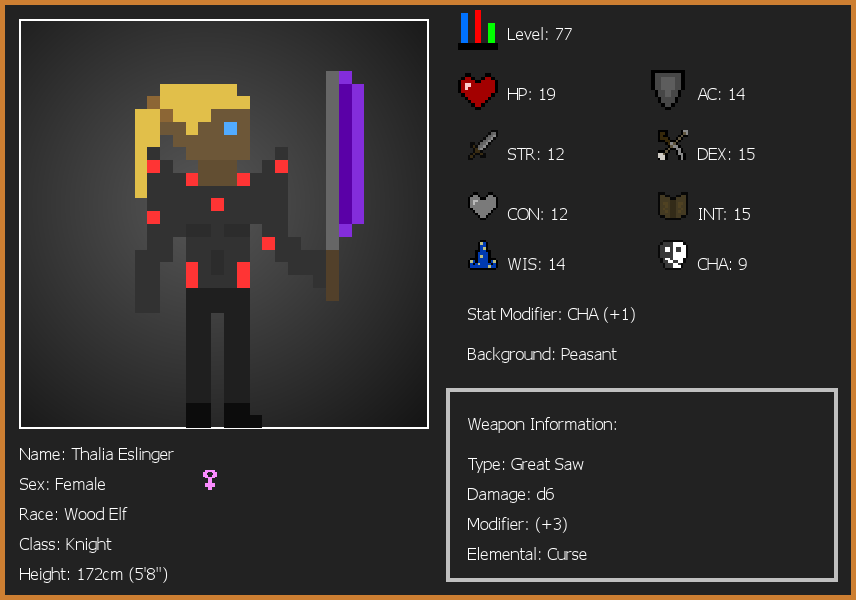 Level: 77
HP: 19
AC: 14
STR: 12
DEX: 15
CON: 12
INT: 15
WIS: 14
CHA: 9
Stat Modifier: CHA (+1)
Background: Peasant
Weapon Information:
Type: Great Saw
Damage: d6
Modifier: (+3)
Elemental: Curse
Name: Thalia Eslinger
Sex: Female
Race: Wood Elf
Class: Knight
Height: 172cm (5'8")